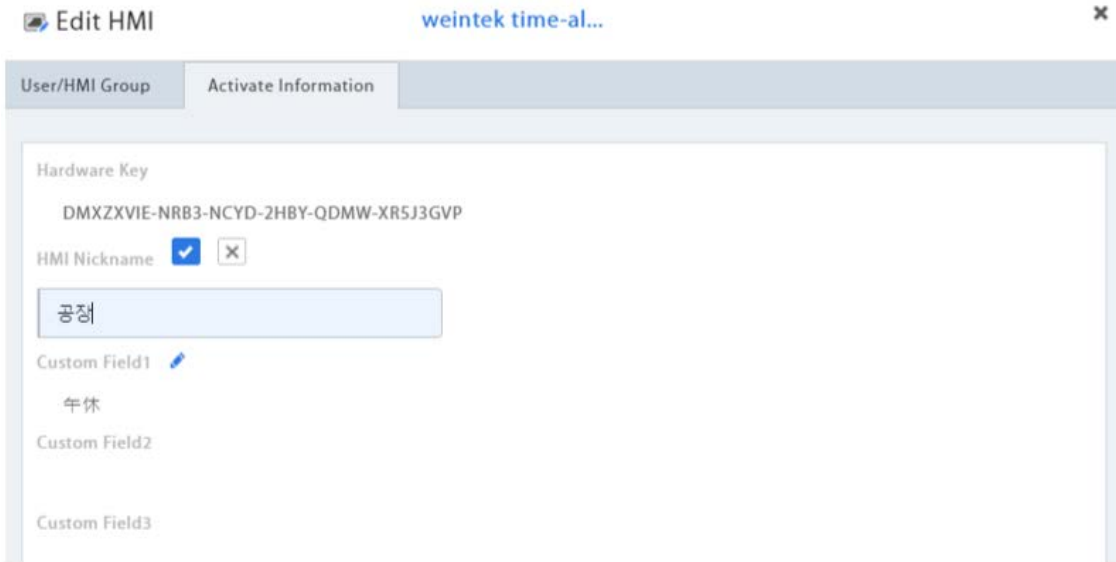 Edit HMI
weintek time-al...
User/HMI Group
Activate Information
Hardware Key
DMXZXVIE-NRB3-NCYD-2HBY-QDMW-XR5J3GVP
HMI Nickname
공장
Custom Field1
午休
Custom Field2
Custom Field3